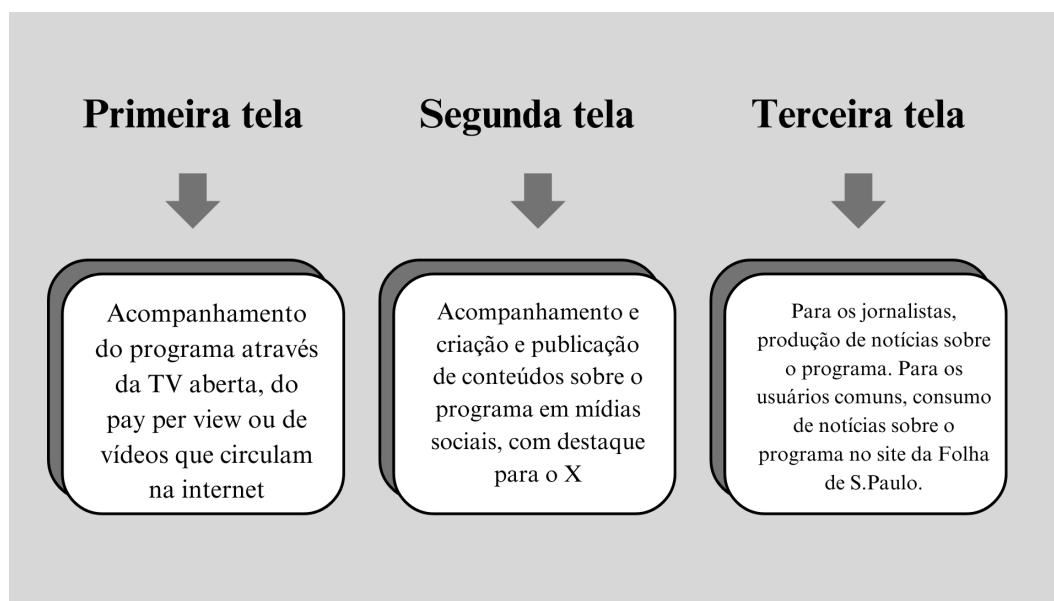 Primeira tela
Segunda tela
Terceira tela
Acompanhamento
do programa através
da TV aberta, do
pay per view ou de
vídeos que circulam
na internet
Acompanhamento e
criação e publicação
de conteúdos sobre o
programa em mídias
sociais, com destaque
para o X
Para os jornalistas,
produção de notícias sobre
o programa. Para os
usuários comuns, consumo
de notícias sobre o
programa no site da Folha
de S.Paulo.